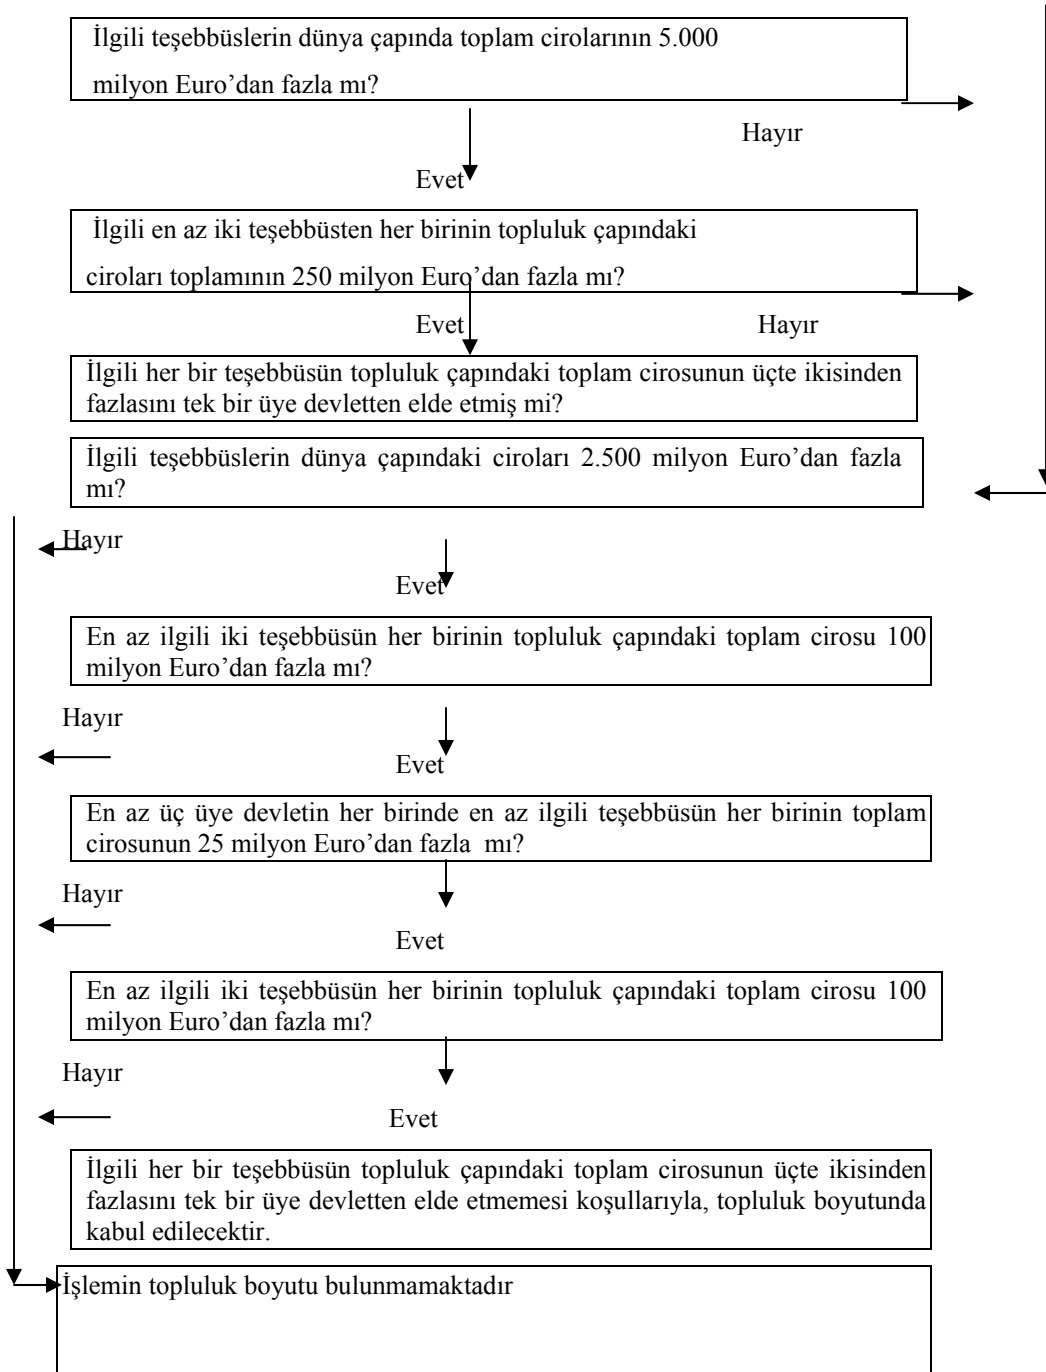 İlgili teşebbüslerin dünya çapında toplam cirolarının 5.000
milyon Euro’dan fazla mı?
Hayır
Evet
İlgili en az iki teşebbüsten her birinin topluluk çapındaki
ciroları toplamının 250 milyon Euro’dan fazla mı?
Evet
Hayır
İlgili her bir teşebbüsün topluluk çapındaki toplam cirosunun üçte ikisinden
fazlasını tek bir üye devletten elde etmiş mi?
İlgili teşebbüslerin dünya çapındaki ciroları 2.500 milyon Euro’dan fazla
mı?
Hayır
Evet
En az ilgili iki teşebbüsün her birinin topluluk çapındaki toplam cirosu 100
milyon Euro’dan fazla mı?
Hayır
Evet
En az üç üye devletin her birinde en az ilgili teşebbüsün her birinin toplam
cirosunun 25 milyon Euro’dan fazla  mı?
Hayır
Evet
En az ilgili iki teşebbüsün her birinin topluluk çapındaki toplam cirosu 100
milyon Euro’dan fazla mı?
Hayır
Evet
İlgili her bir teşebbüsün topluluk çapındaki toplam cirosunun üçte ikisinden
fazlasını tek bir üye devletten elde etmemesi koşullarıyla, topluluk boyutunda
kabul edilecektir.
İşlemin topluluk boyutu bulunmamaktadır